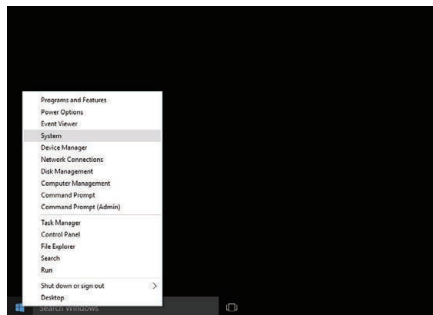 Programs and Features
Power Options
Event Viewer
System
Device Manager
Network Connections
Disk Management
Computer Management
Command Prompt
Command Prompt (Admin)
Task Manager
Control Panel
File Explorer
Search
Run
Shut down or sign out
Desktop
Search Windows